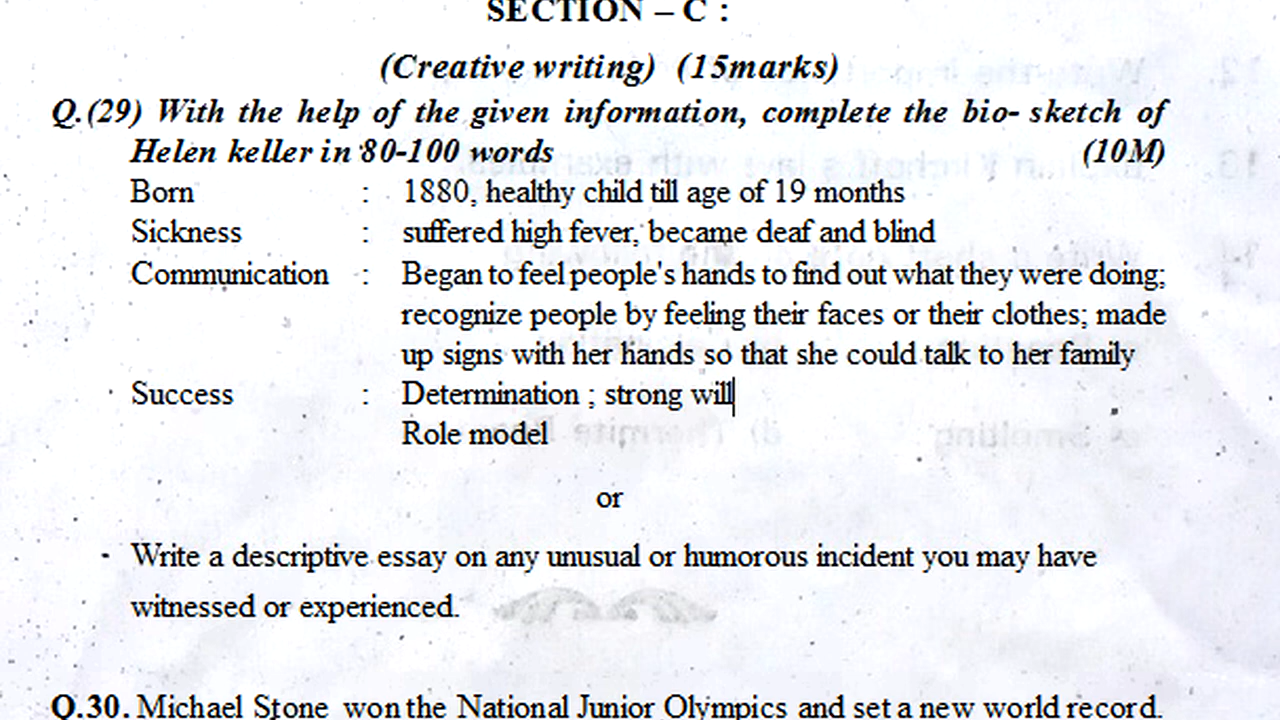 SECTION – C :
(Creative writing) (15marks)
Q.(29) With the help of the given information, complete the bio- sketch of
Helen keller in 80-100 words (10M)
Born : 1880, healthy child till age of 19 months
Sickness : suffered high fever, became deaf and blind
Communication : Began to feel people's hands to find out what they were doing;
recognize people by feeling their faces or their clothes; made
up signs with her hands so that she could talk to her family
Success : Determination ; strong will
Role model
or
Write a descriptive essay on any unusual or humorous incident you may have
witnessed or experienced.
Q.30. Michael Stone won the National Junior Olympics and set a new world record.